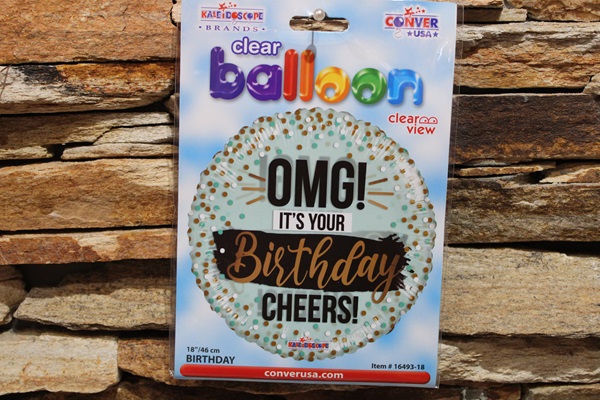 KALEIDOSCOPE
BRANDS
CONVER
USA
clear
balloon
clear
view
OMG!
IT'S YOUR
Birthday
CHEERS!
KALEIDOSCOPE
18"/46 cm
BIRTHDAY
Item # 16493-18
converusa.com